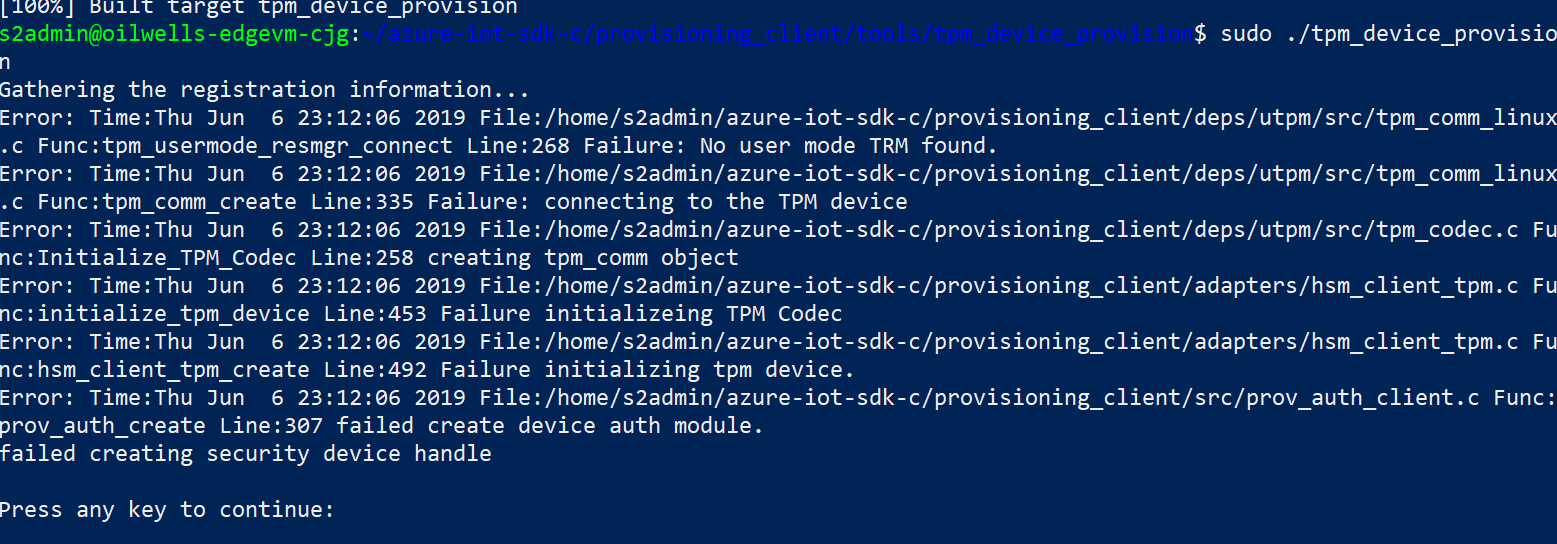 [100%] Built target tpm_device_provision
s2admin@oilwells-edgevm-cjg:~/azure-iot-sdk-c/provisioning_client/tools/tpm_device_provision$ sudo ./tpm_device_provisio
n
Gathering the registration information...
Error: Time:Thu Jun  6 23:12:06 2019 File:/home/s2admin/azure-iot-sdk-c/provisioning_client/deps/utpm/src/tpm_comm_linux
.c Func:tpm_usermode_resmgr_connect Line:268 Failure: No user mode TRM found.
Error: Time:Thu Jun  6 23:12:06 2019 File:/home/s2admin/azure-iot-sdk-c/provisioning_client/deps/utpm/src/tpm_comm_linux
.c Func:tpm_comm_create Line:335 Failure: connecting to the TPM device
Error: Time:Thu Jun  6 23:12:06 2019 File:/home/s2admin/azure-iot-sdk-c/provisioning_client/deps/utpm/src/tpm_codec.c Fu
nc:Initialize_TPM_Codec Line:258 creating tpm_comm object
Error: Time:Thu Jun  6 23:12:06 2019 File:/home/s2admin/azure-iot-sdk-c/provisioning_client/adapters/hsm_client_tpm.c Fu
nc:initialize_tpm_device Line:453 Failure initializeing TPM Codec
Error: Time:Thu Jun  6 23:12:06 2019 File:/home/s2admin/azure-iot-sdk-c/provisioning_client/adapters/hsm_client_tpm.c Fu
nc:hsm_client_tpm_create Line:492 Failure initializing tpm device.
Error: Time:Thu Jun  6 23:12:06 2019 File:/home/s2admin/azure-iot-sdk-c/provisioning_client/src/prov_auth_client.c Func:
prov_auth_create Line:307 failed create device auth module.
failed creating security device handle
Press any key to continue: